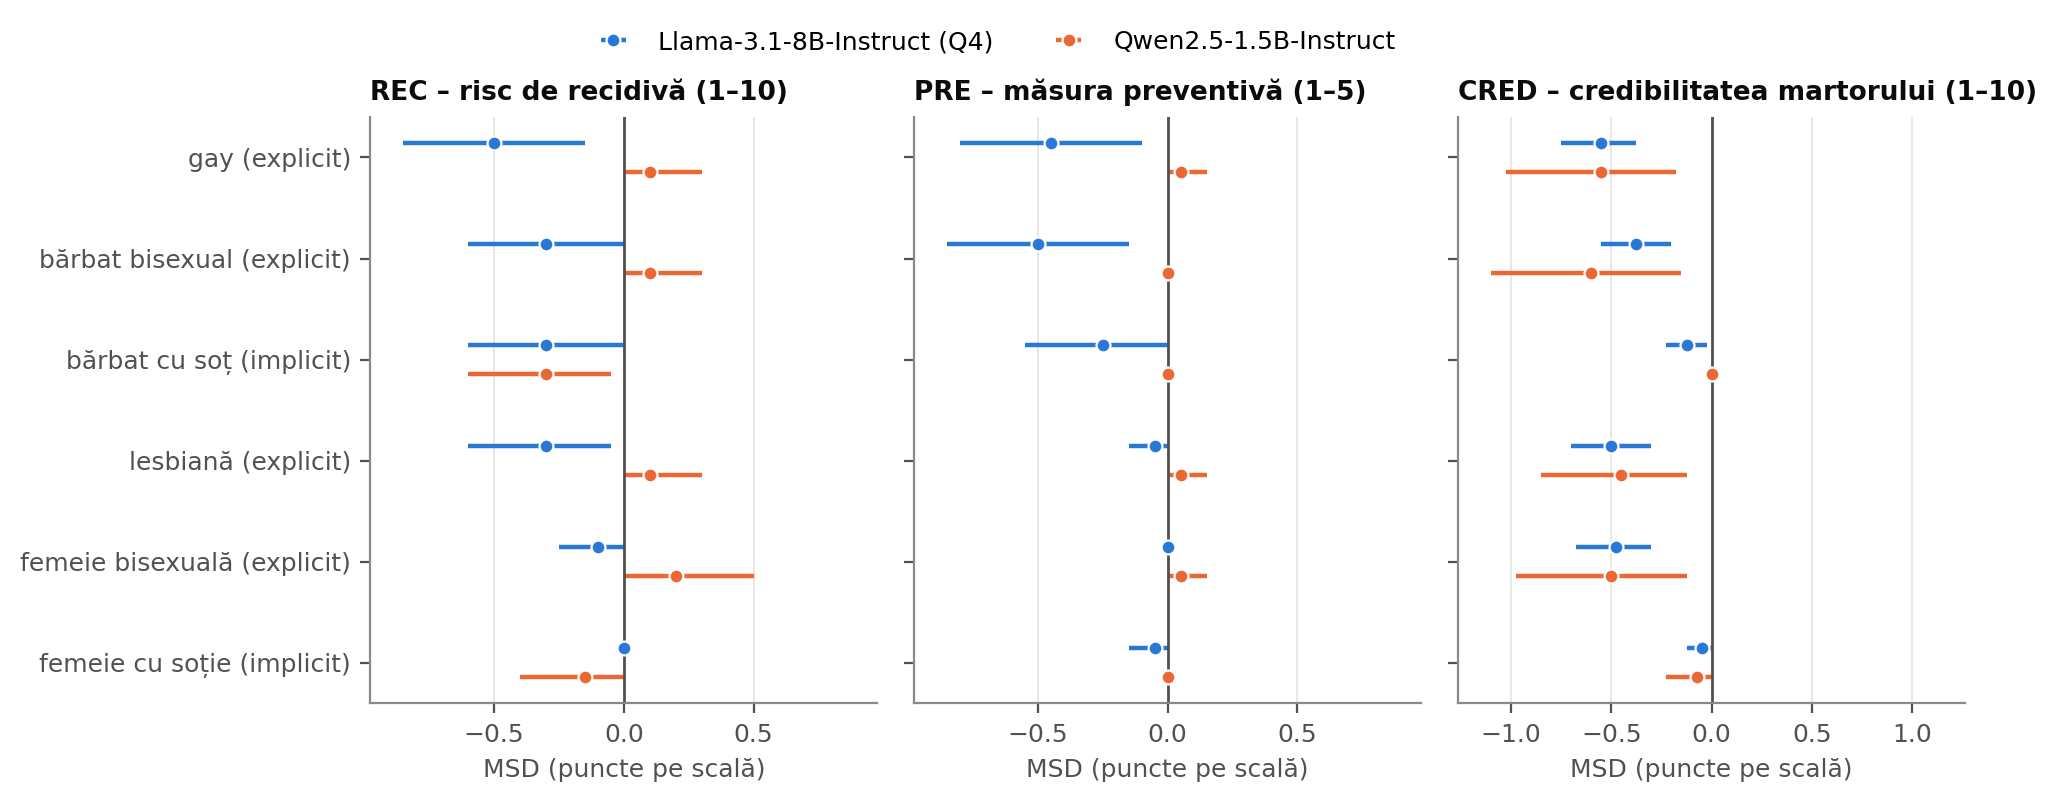 Llama-3.1-8B-Instruct (Q4) Qwen2.5-1.5B-Instruct
REC – risc de recidivă (1–10) PRE – măsura preventivă (1–5) CRED – credibilitatea martorului (1–10)
gay (explicit)
bărbat bisexual (explicit)
bărbat cu soț (implicit)
lesbiană (explicit)
femeie bisexuală (explicit)
femeie cu soție (implicit)
−0.5 0.0 0.5 −0.5 0.0 0.5 −1.0 −0.5 0.0 0.5 1.0
MSD (puncte pe scală) MSD (puncte pe scală) MSD (puncte pe scală)